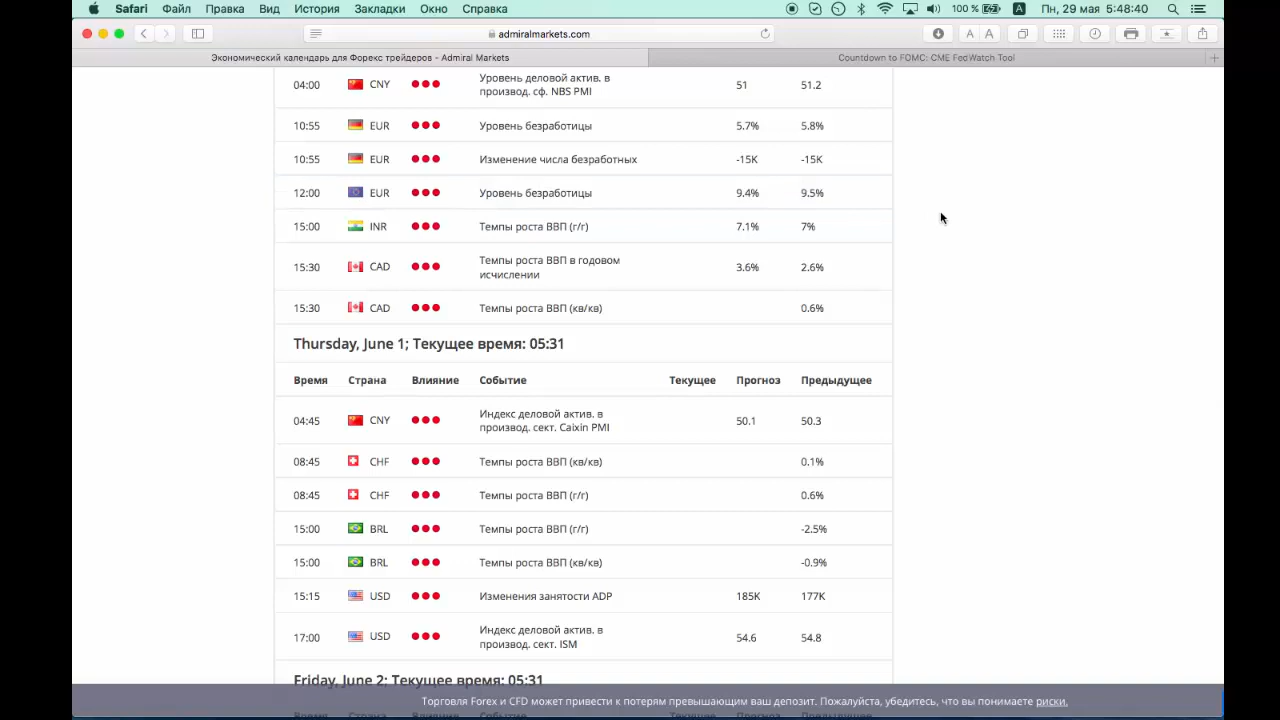 Safari Файл Правка Вид История Закладки Окно Справка 100 % A Пн, 29 мая 5:48:40
admiralmarkets.com A A
Экономический календарь для Форекс трейдеров – Admiral Markets Countdown to FOMC: CME FedWatch Tool
04:00 CNY Уровень деловой актив. в
производ. сф. NBS PMI 51 51.2
10:55 EUR Уровень безработицы 5.7% 5.8%
10:55 EUR Изменение числа безработных -15K -15K
12:00 EUR Уровень безработицы 9.4% 9.5%
15:00 INR Темпы роста ВВП (г/г) 7.1% 7%
15:30 CAD Темпы роста ВВП в годовом
исчислении 3.6% 2.6%
15:30 CAD Темпы роста ВВП (кв/кв) 0.6%
Thursday, June 1; Текущее время: 05:31
Время Страна Влияние Событие Текущее Прогноз Предыдущее
04:45 CNY Индекс деловой актив. в
производ. сект. Caixin PMI 50.1 50.3
08:45 CHF Темпы роста ВВП (кв/кв) 0.1%
08:45 CHF Темпы роста ВВП (г/г) 0.6%
15:00 BRL Темпы роста ВВП (г/г) -2.5%
15:00 BRL Темпы роста ВВП (кв/кв) -0.9%
15:15 USD Изменения занятости ADP 185K 177K
17:00 USD Индекс деловой актив. в
производ. сект. ISM 54.6 54.8
Friday, June 2; Текущее время: 05:31
Торговля Forex и CFD может привести к потерям превышающим ваш депозит. Пожалуйста, убедитесь, что вы понимаете риски.